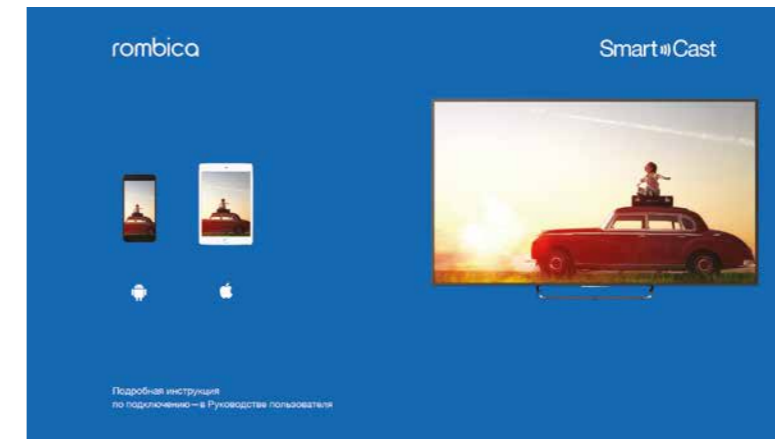 rombica
Smart Cast
Подробная инструкция
по подключению—в Руководстве пользователя